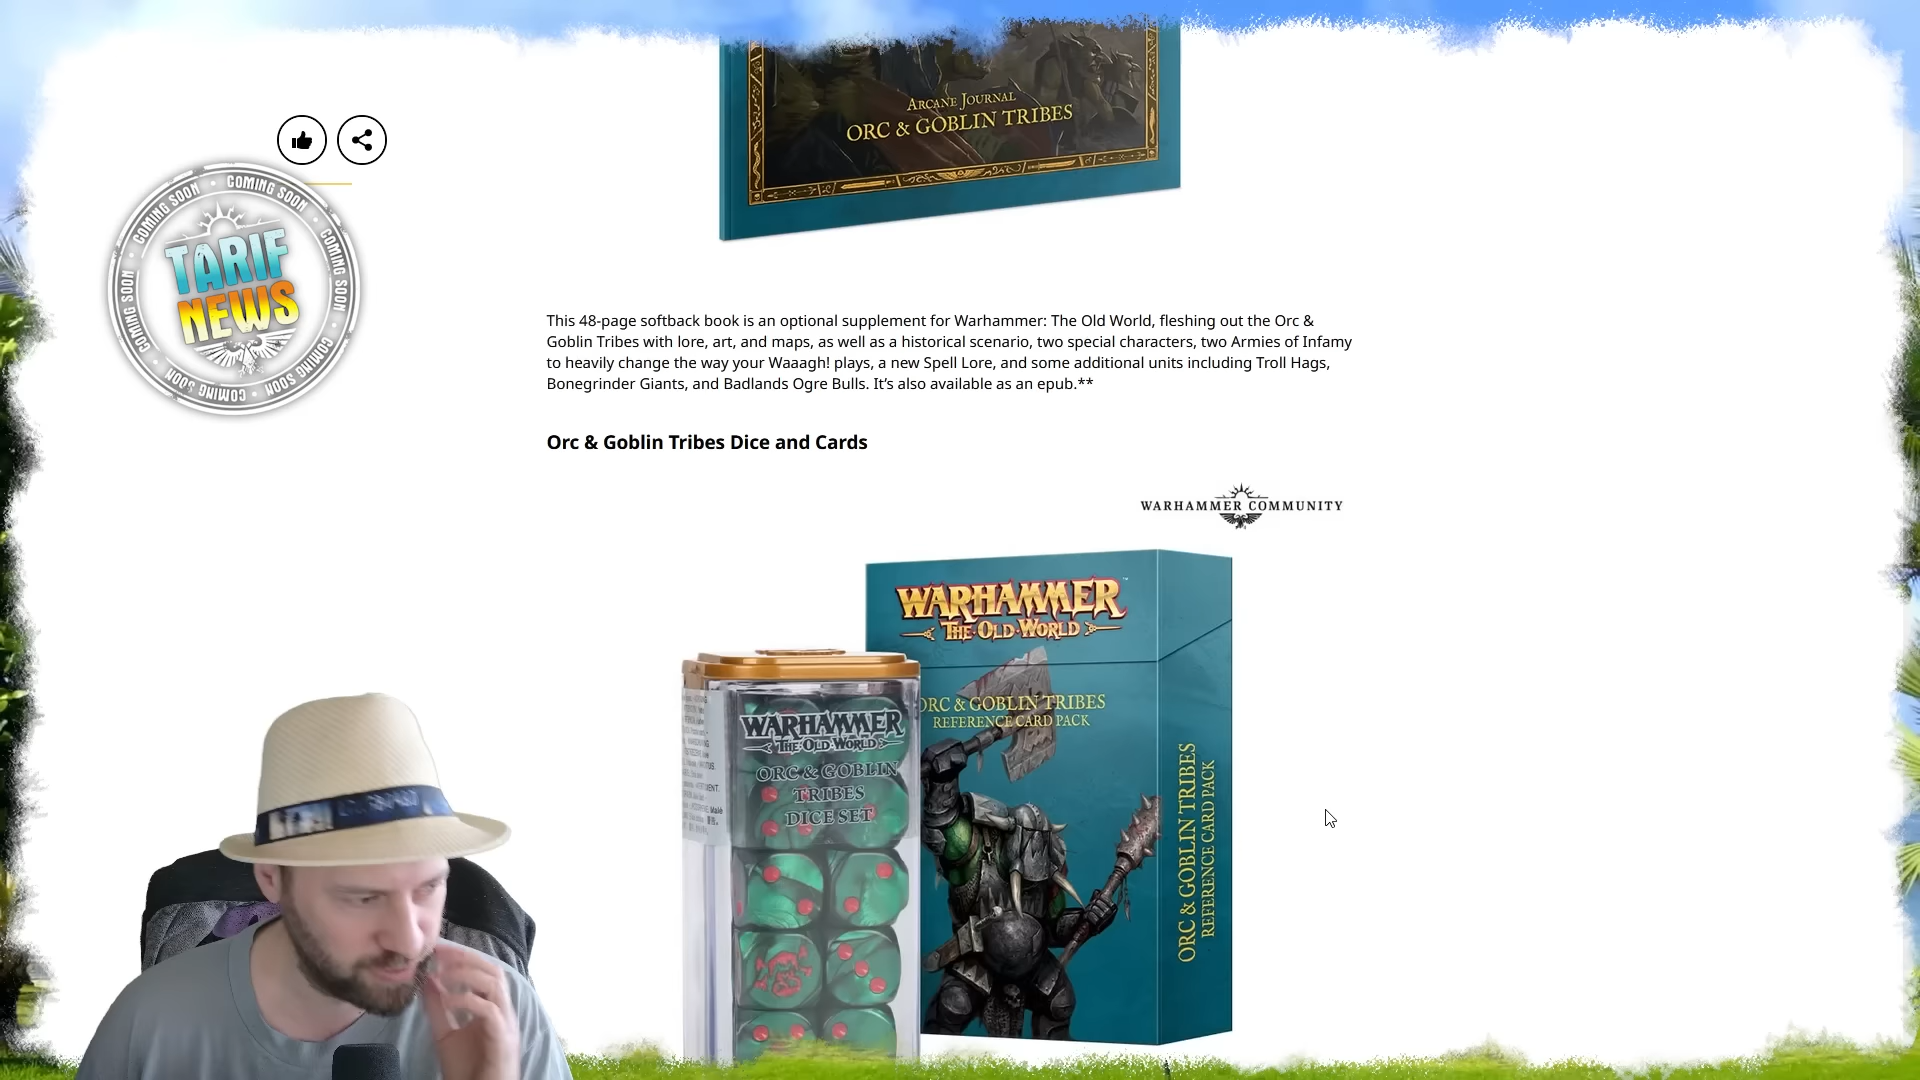 ARCANE JOURNAL
ORC & GOBLIN TRIBES
COMING SOON • COMING SOON • COMING SOON • COMING SOON • COMING SOON •
TARIF
NEWS
This 48-page softback book is an optional supplement for Warhammer: The Old World, fleshing out the Orc &
Goblin Tribes with lore, art, and maps, as well as a historical scenario, two special characters, two Armies of Infamy
to heavily change the way your Waaagh! plays, a new Spell Lore, and some additional units including Troll Hags,
Bonegrinder Giants, and Badlands Ogre Bulls. It’s also available as an epub.**
Orc & Goblin Tribes Dice and Cards
WARHAMMER COMMUNITY
WARHAMMER™
THE OLD WORLD
ORC & GOBLIN TRIBES
REFERENCE CARD PACK
WARHAMMER
THE OLD WORLD
ORC & GOBLIN
TRIBES
DICE SET
ORC & GOBLIN TRIBES
REFERENCE CARD PACK